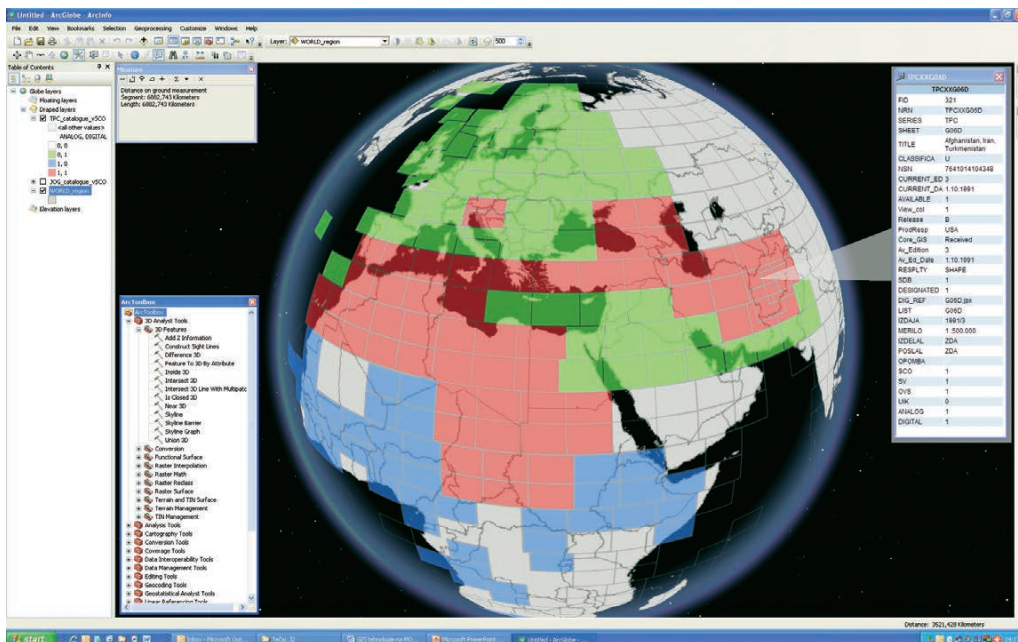 Untitled - ArcGlobe - ArcInfo
File Edit View Bookmarks Selection Geoprocessing Customize Windows Help
Layer: WORLD_region 500
Table of Contents
Globe layers
Floating layers
Draped layers
TPC_catalogue_vSCO
<all other values>
ANALOG, DIGITAL
0, 0
0, 1
1, 0
1, 1
JOG_catalogue_vSCO
WORLD_region
Elevation layers
Measure
Distance on ground measurement
Segment: 6882,743 Kilometers
Length: 6882,743 Kilometers
ArcToolbox
ArcToolbox
3D Analyst Tools
3D Features
Add Z Information
Construct Sight Lines
Difference 3D
Feature To 3D By Attribute
Inside 3D
Intersect 3D
Intersect 3D Line With Multipatc
Is Closed 3D
Near 3D
Skyline
Skyline Barrier
Skyline Graph
Union 3D
Conversion
Functional Surface
Raster Interpolation
Raster Math
Raster Reclass
Raster Surface
Terrain and TIN Surface
Terrain Management
TIN Management
Analysis Tools
Cartography Tools
Conversion Tools
Coverage Tools
Data Interoperability Tools
Data Management Tools
Editing Tools
Geocoding Tools
Geostatistical Analyst Tools
Linear Referencing Tools
TPCXXG06D
TPCXXG06D
FID 321
NRN TPCXXG06D
SERIES TPC
SHEET G06D
TITLE Afghanistan, Iran, Turkmenistan
CLASSIFICA U
NSN 7641014104348
CURRENT_ED 3
CURRENT_DA 1.10.1991
AVAILABLE 1
View_col 1
Release B
ProdResp USA
Core_GIS Received
Av_Edition 3
Av_Ed_Date 1.10.1991
RESPLTY SHAPE
SDB 1
DESIGNATED 1
DIG_REF G06D.jpx
LIST G06D
IZDAJA 1991/3
MERILO 1:500.000
IZDELAL ZDA
POSLAL ZDA
OPOMBA
SCO 1
SV 1
OVS 1
UIK 0
ANALOG 1
DIGITAL 1
Distance: 3521,428 Kilometers
start Inbox - Microsoft Out... Microsoft PowerPoint ... Untitled - ArcGlobe - ...